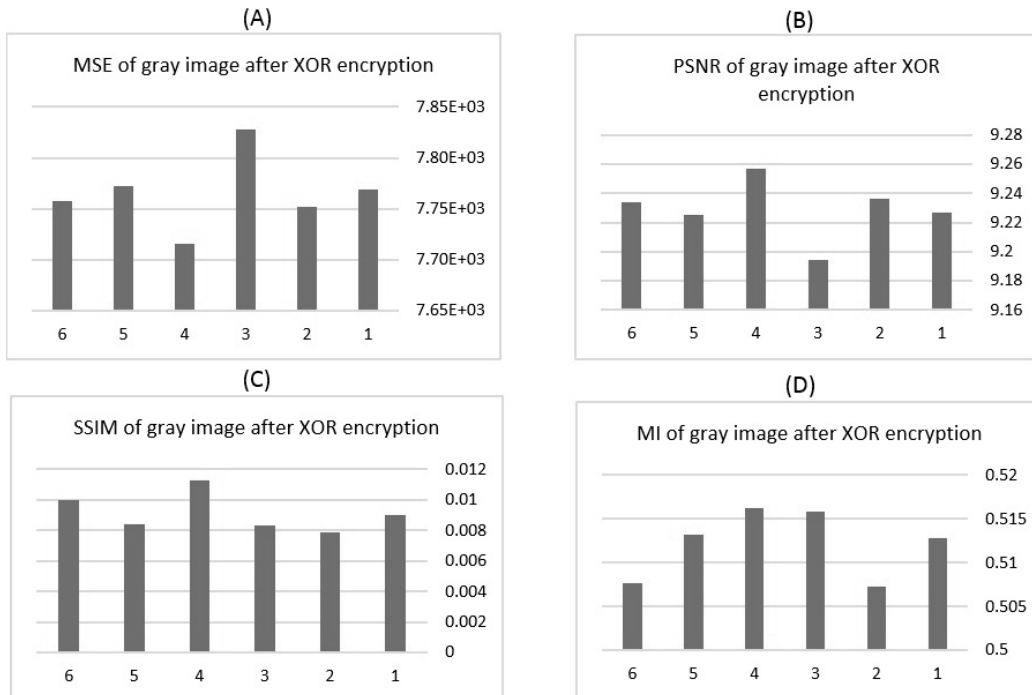 (A)
MSE of gray image after XOR encryption
7.85E+03
7.80E+03
7.75E+03
7.70E+03
7.65E+03
6 5 4 3 2 1
(B)
PSNR of gray image after XOR
encryption
9.28
9.26
9.24
9.22
9.2
9.18
9.16
6 5 4 3 2 1
(C)
SSIM of gray image after XOR encryption
0.012
0.01
0.008
0.006
0.004
0.002
0
6 5 4 3 2 1
(D)
MI of gray image after XOR encryption
0.52
0.515
0.51
0.505
0.5
6 5 4 3 2 1